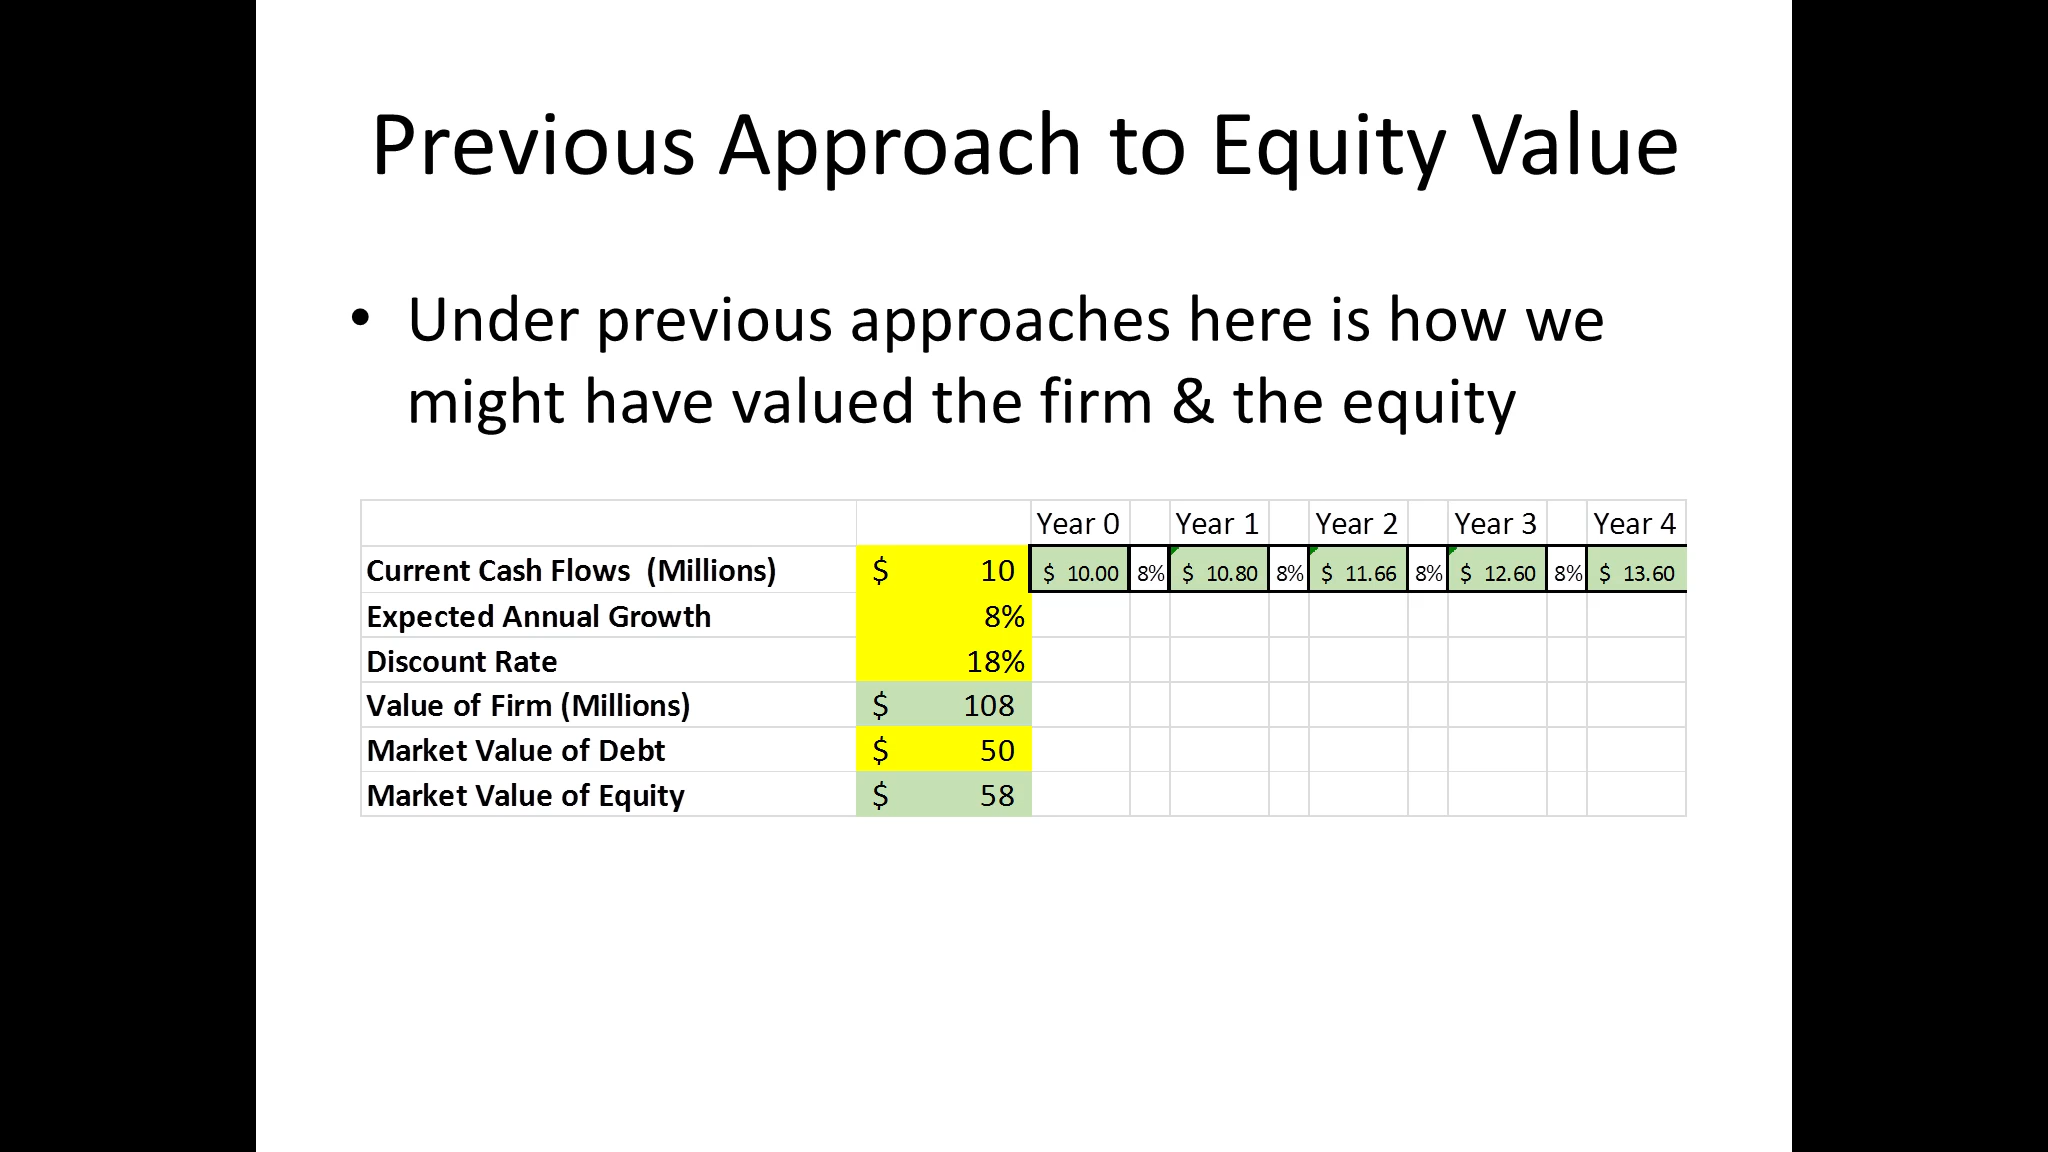 Previous Approach to Equity Value
• Under previous approaches here is how we
might have valued the firm & the equity
Year 0 Year 1 Year 2 Year 3 Year 4
Current Cash Flows (Millions) $ 10 $ 10.00 8% $ 10.80 8% $ 11.66 8% $ 12.60 8% $ 13.60
Expected Annual Growth 8%
Discount Rate 18%
Value of Firm (Millions) $ 108
Market Value of Debt $ 50
Market Value of Equity $ 58